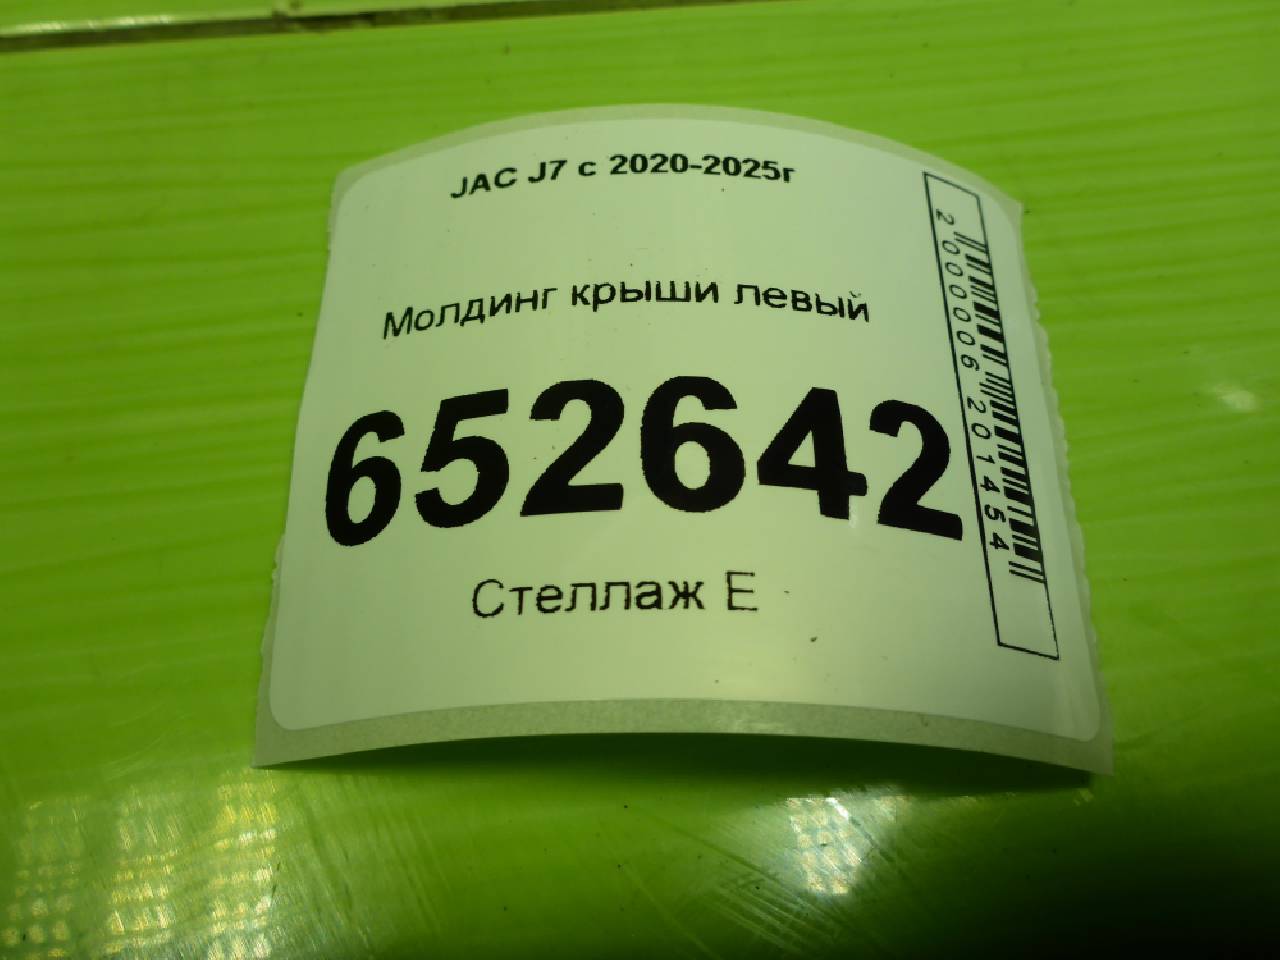 JAC J7 с 2020-2025г
Молдинг крыши левый
652642
Стеллаж Е
2000006201454